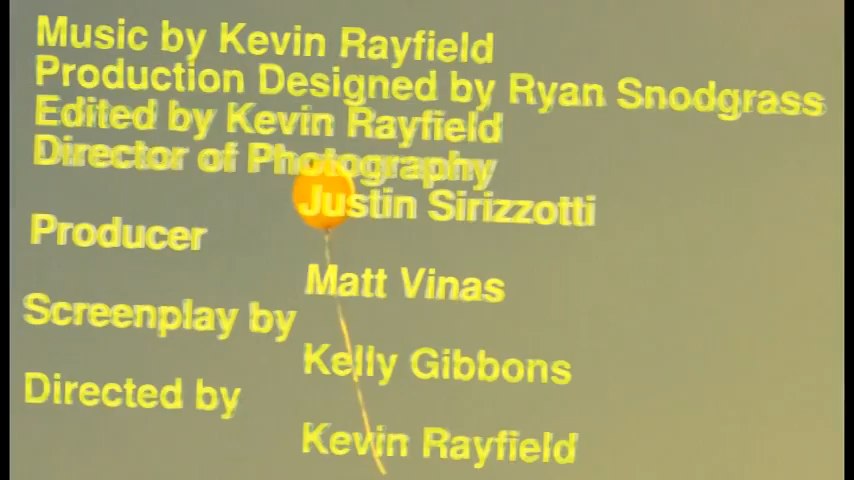 Music by Kevin Rayfield
Production Designed by Ryan Snodgrass
Edited by Kevin Rayfield
Director of Photography
Justin Sirizzotti
Producer
Matt Vinas
Screenplay by
Kelly Gibbons
Directed by
Kevin Rayfield